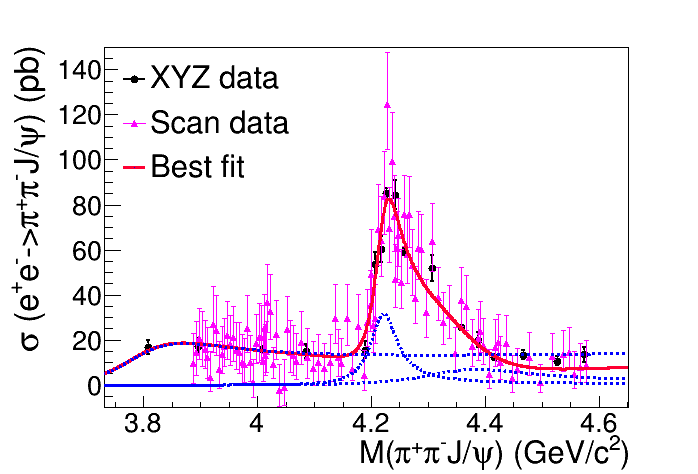 σ (e⁺e⁻->π⁺π⁻J/ψ) (pb)
140
120
100
80
60
40
20
0
XYZ data
Scan data
Best fit
3.8 4 4.2 4.4 4.6
M(π⁺π⁻J/ψ) (GeV/c²)